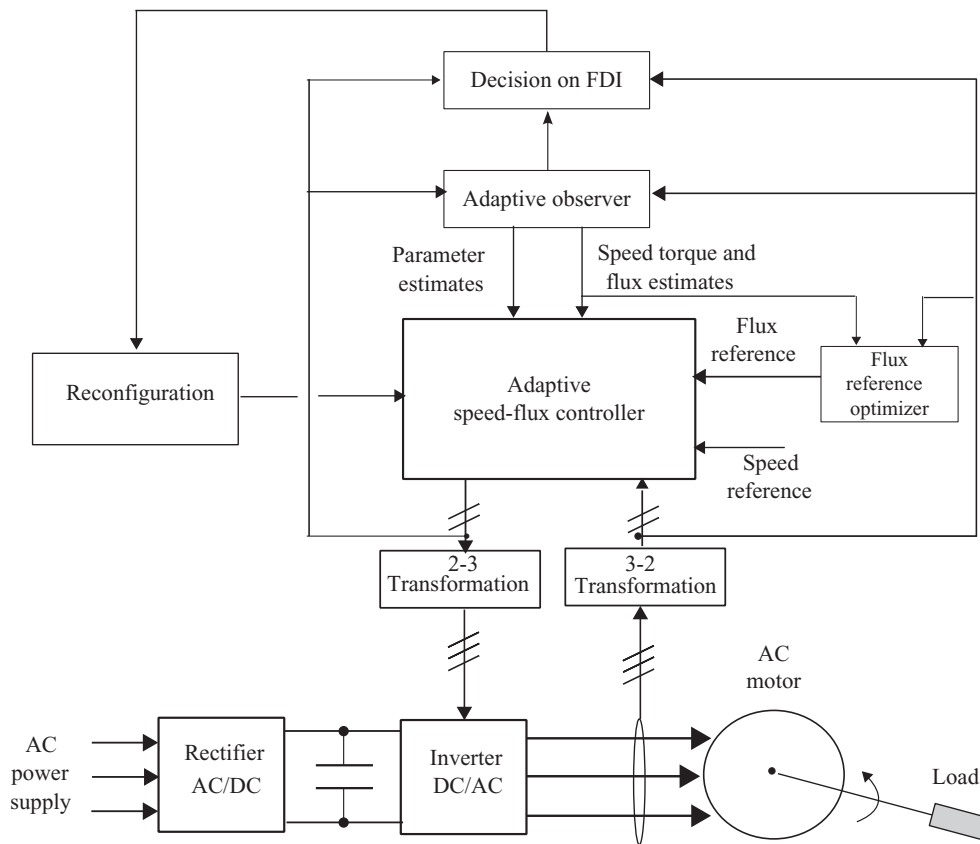 Decision on FDI
Adaptive observer
Parameter
estimates
Speed torque and
flux estimates
Flux
reference
Flux
reference
optimizer
Reconfiguration
Adaptive
speed-flux controller
Speed
reference
2-3
Transformation
3-2
Transformation
AC
motor
AC
power
supply
Rectifier
AC/DC
Inverter
DC/AC
Load